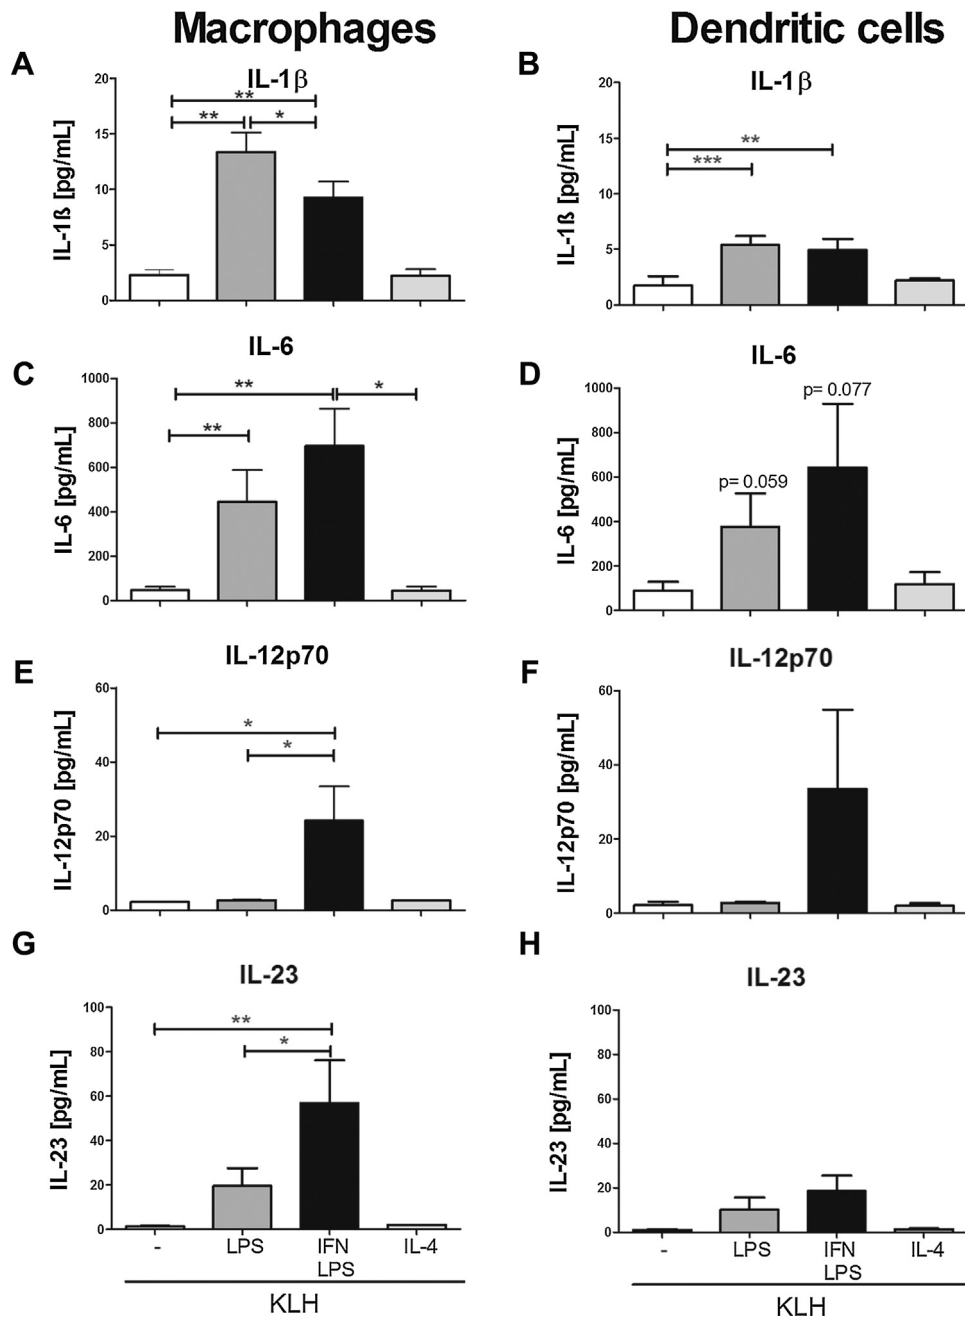 Macrophages
Dendritic cells
A
IL-1β
IL-1ß [pg/mL]
20
15
10
5
0
**
**
*
B
IL-1β
IL-1ß [pg/mL]
20
15
10
5
0
**
***
C
IL-6
IL-6 [pg/mL]
1000
800
600
400
200
0
**
*
**
D
IL-6
IL-6 [pg/mL]
1000
800
600
400
200
0
p= 0.077
p= 0.059
E
IL-12p70
IL-12p70 [pg/mL]
60
40
20
0
*
*
F
IL-12p70
IL-12p70 [pg/mL]
60
40
20
0
G
IL-23
IL-23 [pg/mL]
100
80
60
40
20
0
**
*
- LPS IFN IL-4
LPS
KLH
H
IL-23
IL-23 [pg/mL]
100
80
60
40
20
0
- LPS IFN IL-4
LPS
KLH